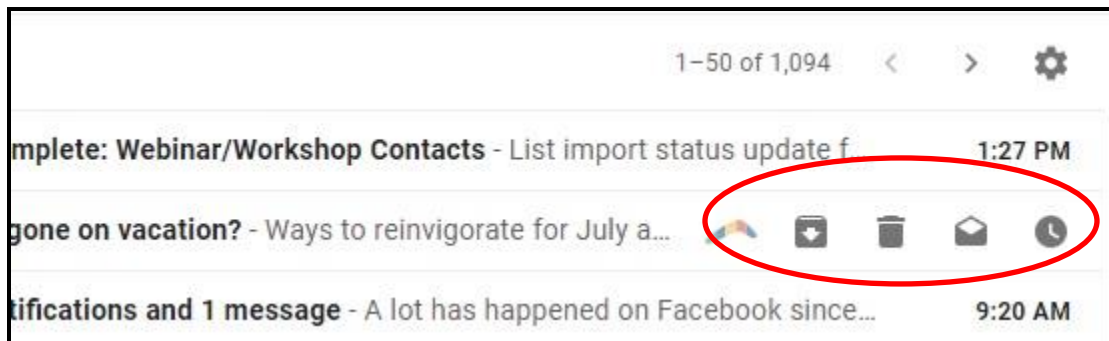 1–50 of 1,094
mplete: Webinar/Workshop Contacts - List import status update f... 1:27 PM
gone on vacation? - Ways to reinvigorate for July a...
tifications and 1 message - A lot has happened on Facebook since... 9:20 AM